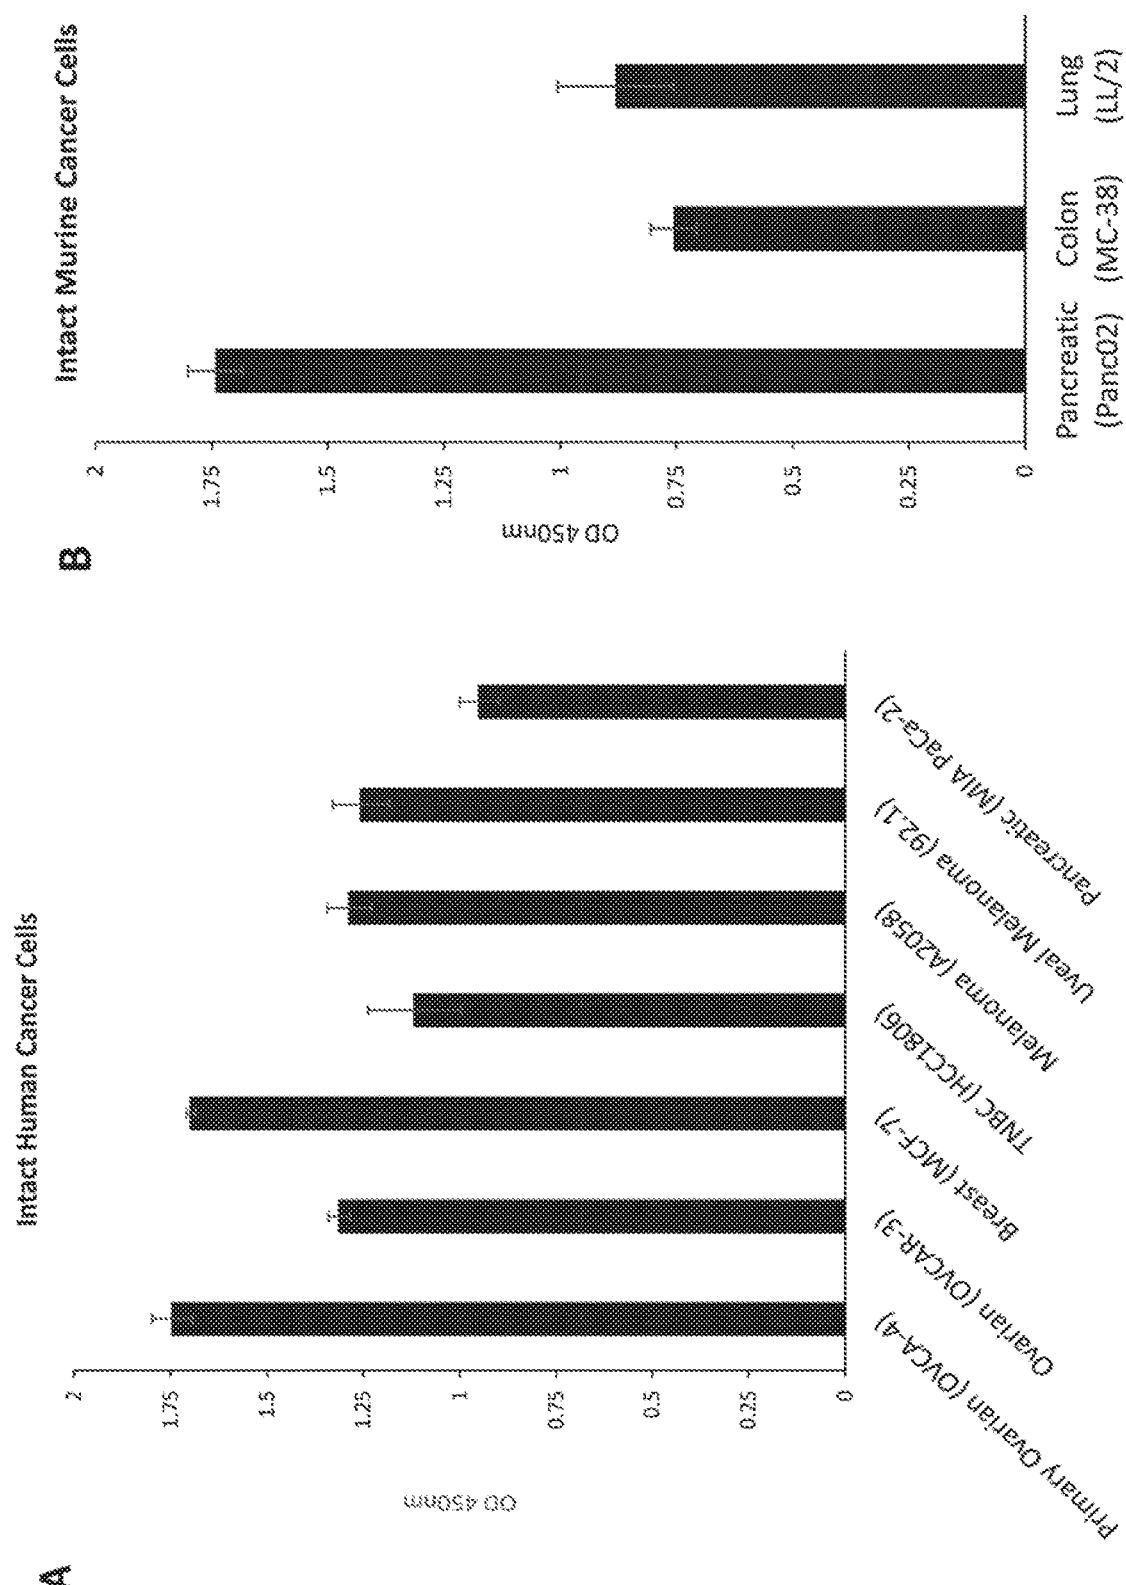 A
Intact Human Cancer Cells
OD 450nm
2
1.75
1.5
1.25
1
0.75
0.5
0.25
0
Primary Ovarian (OVCA-4)
Ovarian (OVCAR-3)
Breast (MCF-7)
TNBC (HCC1806)
Melanoma (A2058)
Uveal Melanoma (92.1)
Pancreatic (MIA PaCa-2)
B
Intact Murine Cancer Cells
OD 450nm
2
1.75
1.5
1.25
1
0.75
0.5
0.25
0
Pancreatic
(Panc02)
Colon
(MC-38)
Lung
(LL/2)